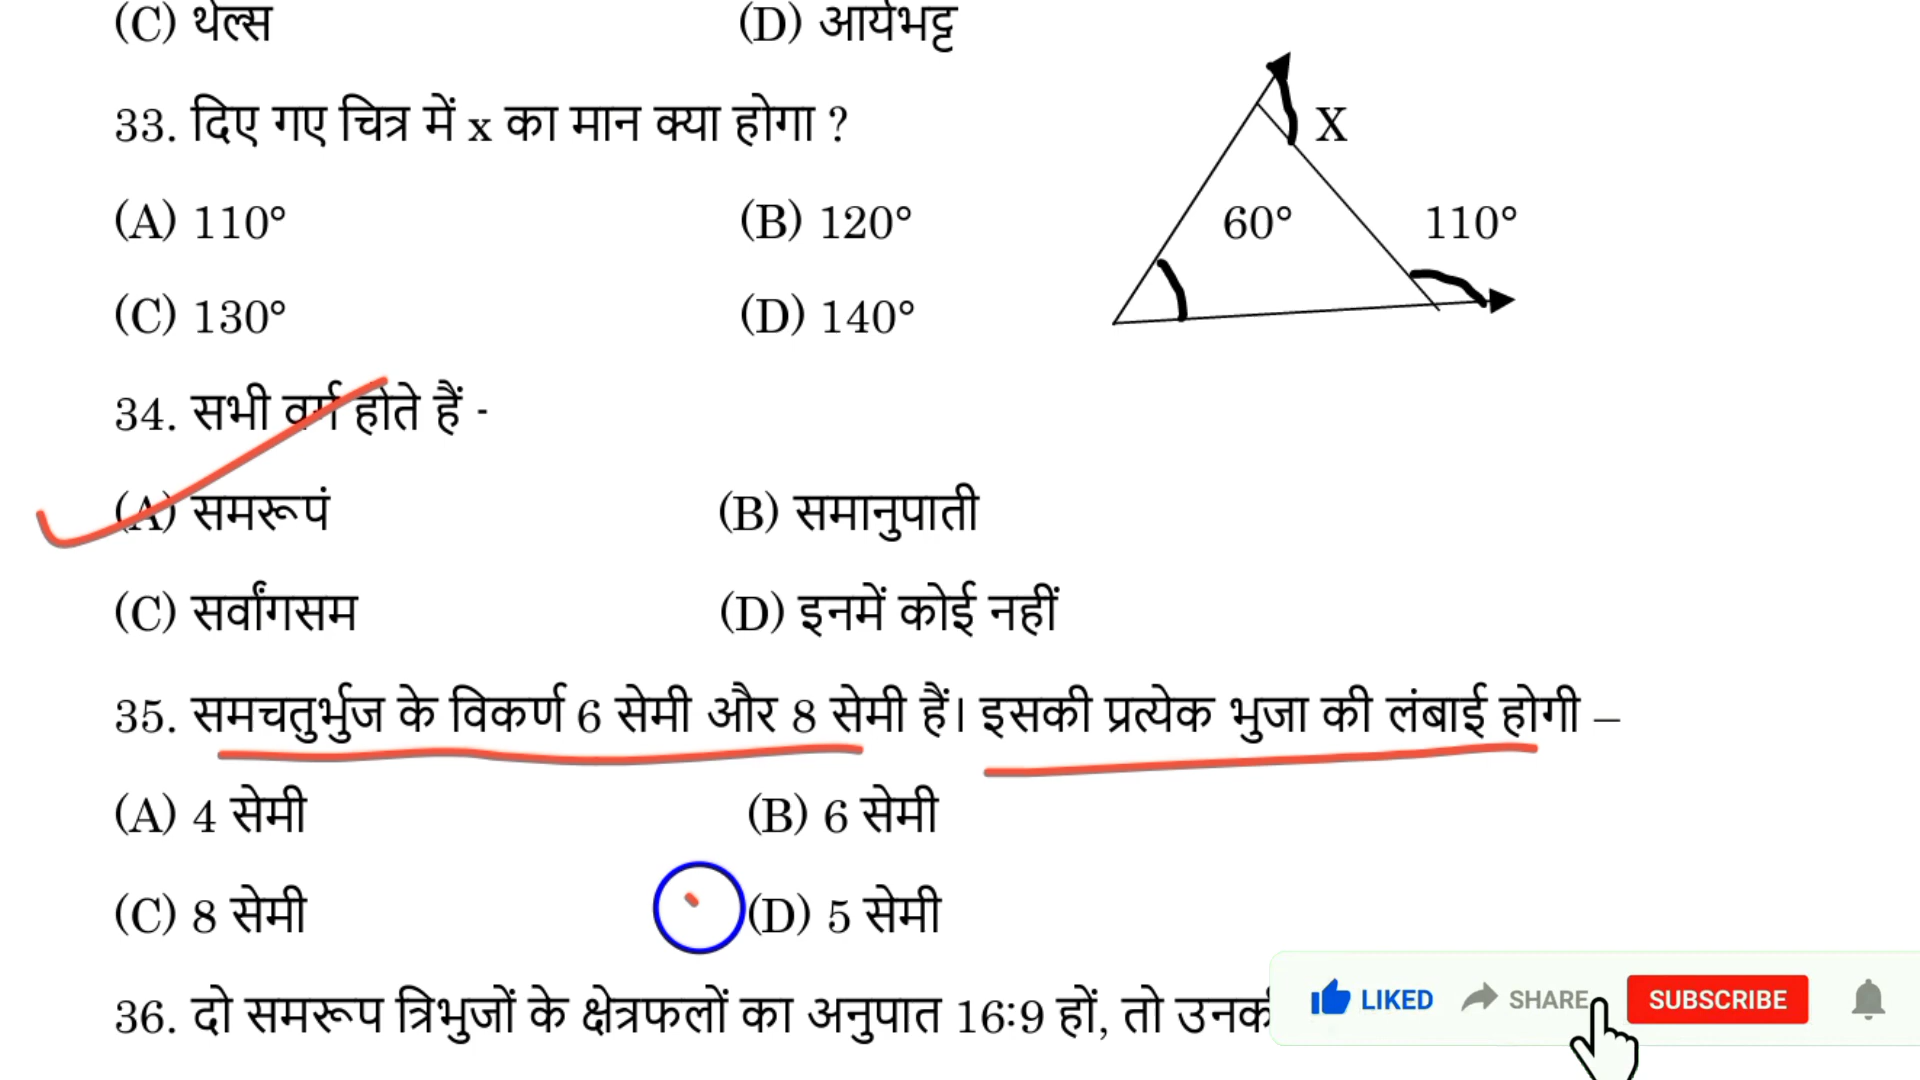 (C) थेल्स (D) आर्यभट्ट
33. दिए गए चित्र में x का मान क्या होगा ?
X
(A) 110° (B) 120°
60° 110°
(C) 130° (D) 140°
34. सभी वर्ग होते हैं -
(A) समरूपं (B) समानुपाती
(C) सर्वांगसम (D) इनमें कोई नहीं
35. समचतुर्भुज के विकर्ण 6 सेमी और 8 सेमी हैं। इसकी प्रत्येक भुजा की लंबाई होगी –
(A) 4 सेमी (B) 6 सेमी
(C) 8 सेमी (D) 5 सेमी
36. दो समरूप त्रिभुजों के क्षेत्रफलों का अनुपात 16:9 हों, तो
LIKED SHARE SUBSCRIBE